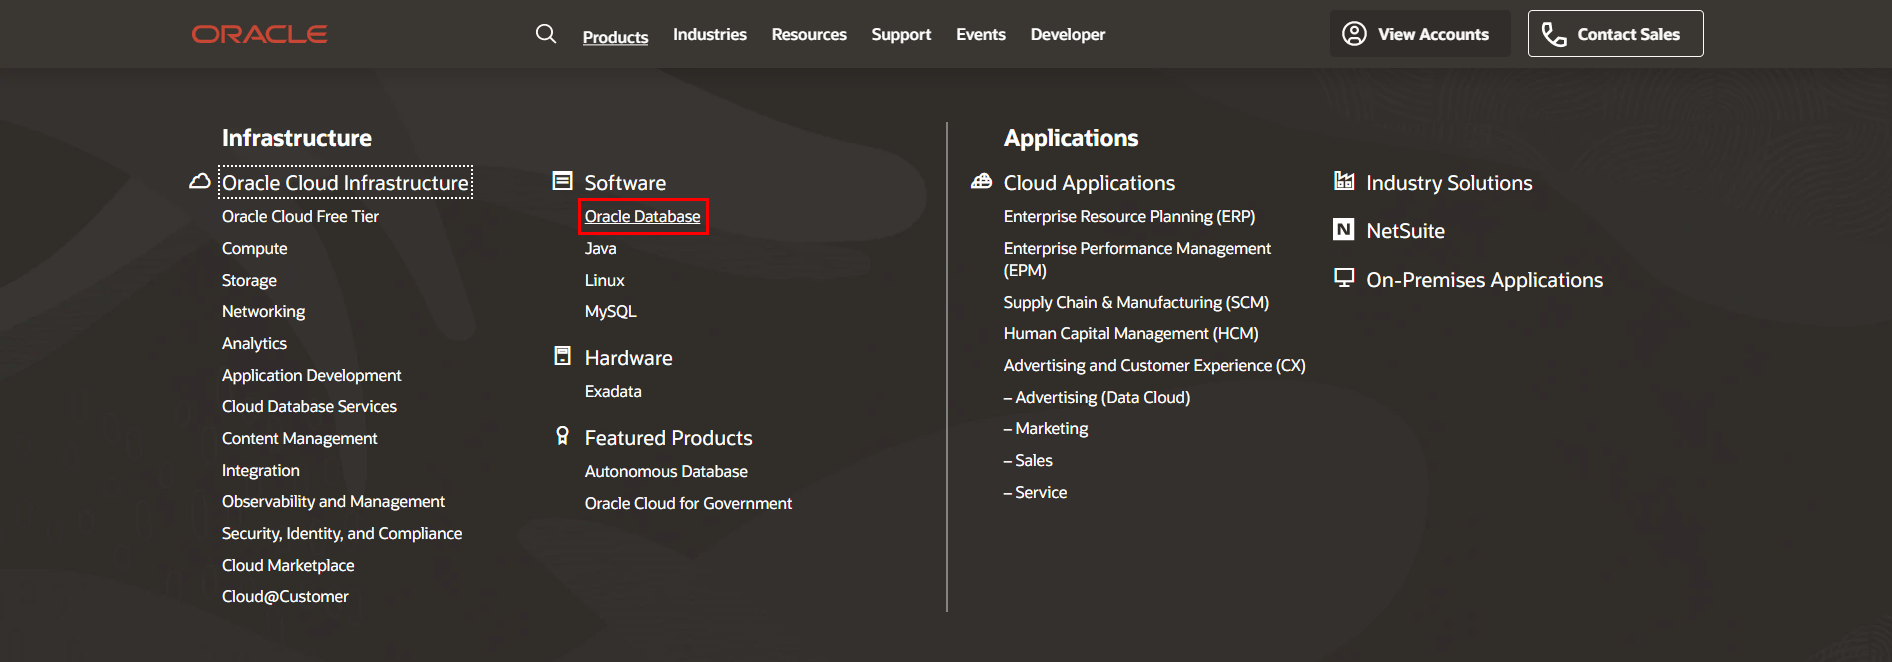 ORACLE
Products
Industries
Resources
Support
Events
Developer
View Accounts
Contact Sales
Infrastructure
Oracle Cloud Infrastructure
Oracle Cloud Free Tier
Compute
Storage
Networking
Analytics
Application Development
Cloud Database Services
Content Management
Integration
Observability and Management
Security, Identity, and Compliance
Cloud Marketplace
Cloud@Customer
Software
Oracle Database
Java
Linux
MySQL
Hardware
Exadata
Featured Products
Autonomous Database
Oracle Cloud for Government
Applications
Cloud Applications
Enterprise Resource Planning (ERP)
Enterprise Performance Management
(EPM)
Supply Chain & Manufacturing (SCM)
Human Capital Management (HCM)
Advertising and Customer Experience (CX)
– Advertising (Data Cloud)
– Marketing
– Sales
– Service
Industry Solutions
N NetSuite
On-Premises Applications